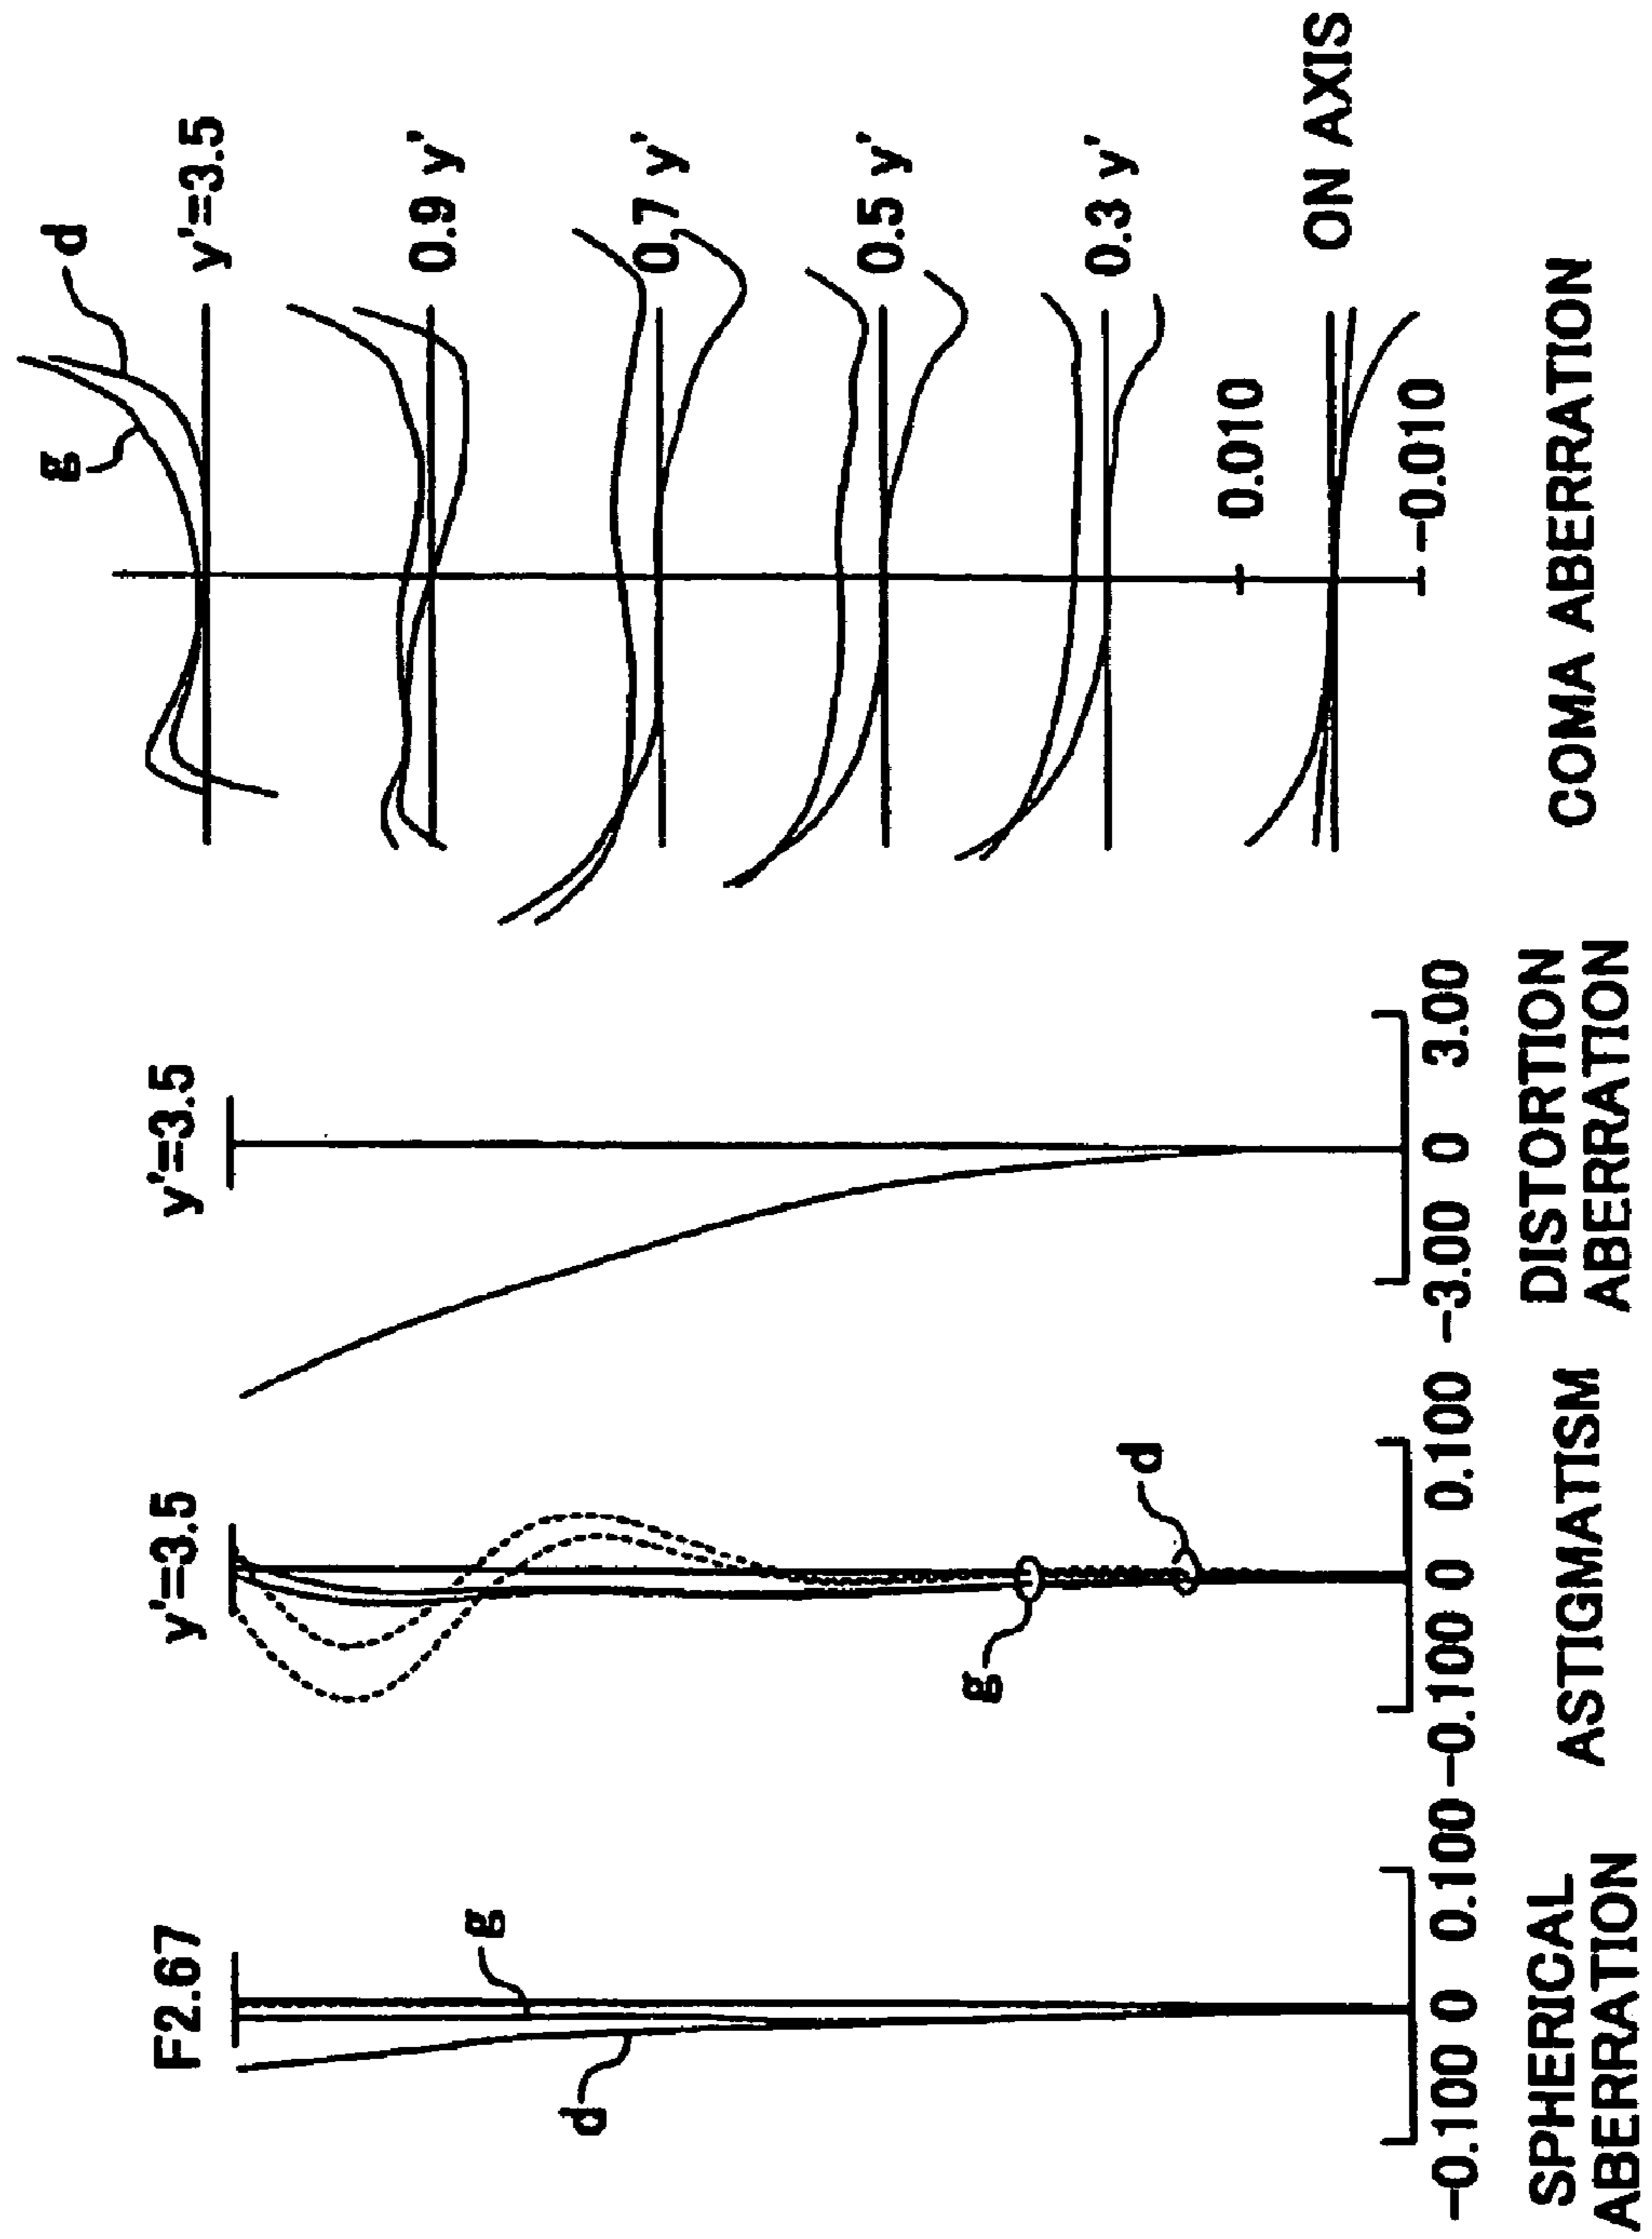 F2.67
g
d
-0.100 0 0.100
SPHERICAL
ABERRATION
y'=3.5
g
d
-0.100 0 0.100
ASTIGMATISM
y'=3.5
-3.00 0 3.00
DISTORTION
ABERRATION
g
d
y'=3.5
0.9 y'
0.7 y'
0.5 y'
0.3 y'
0.010
ON AXIS
-0.010
COMA ABERRATION